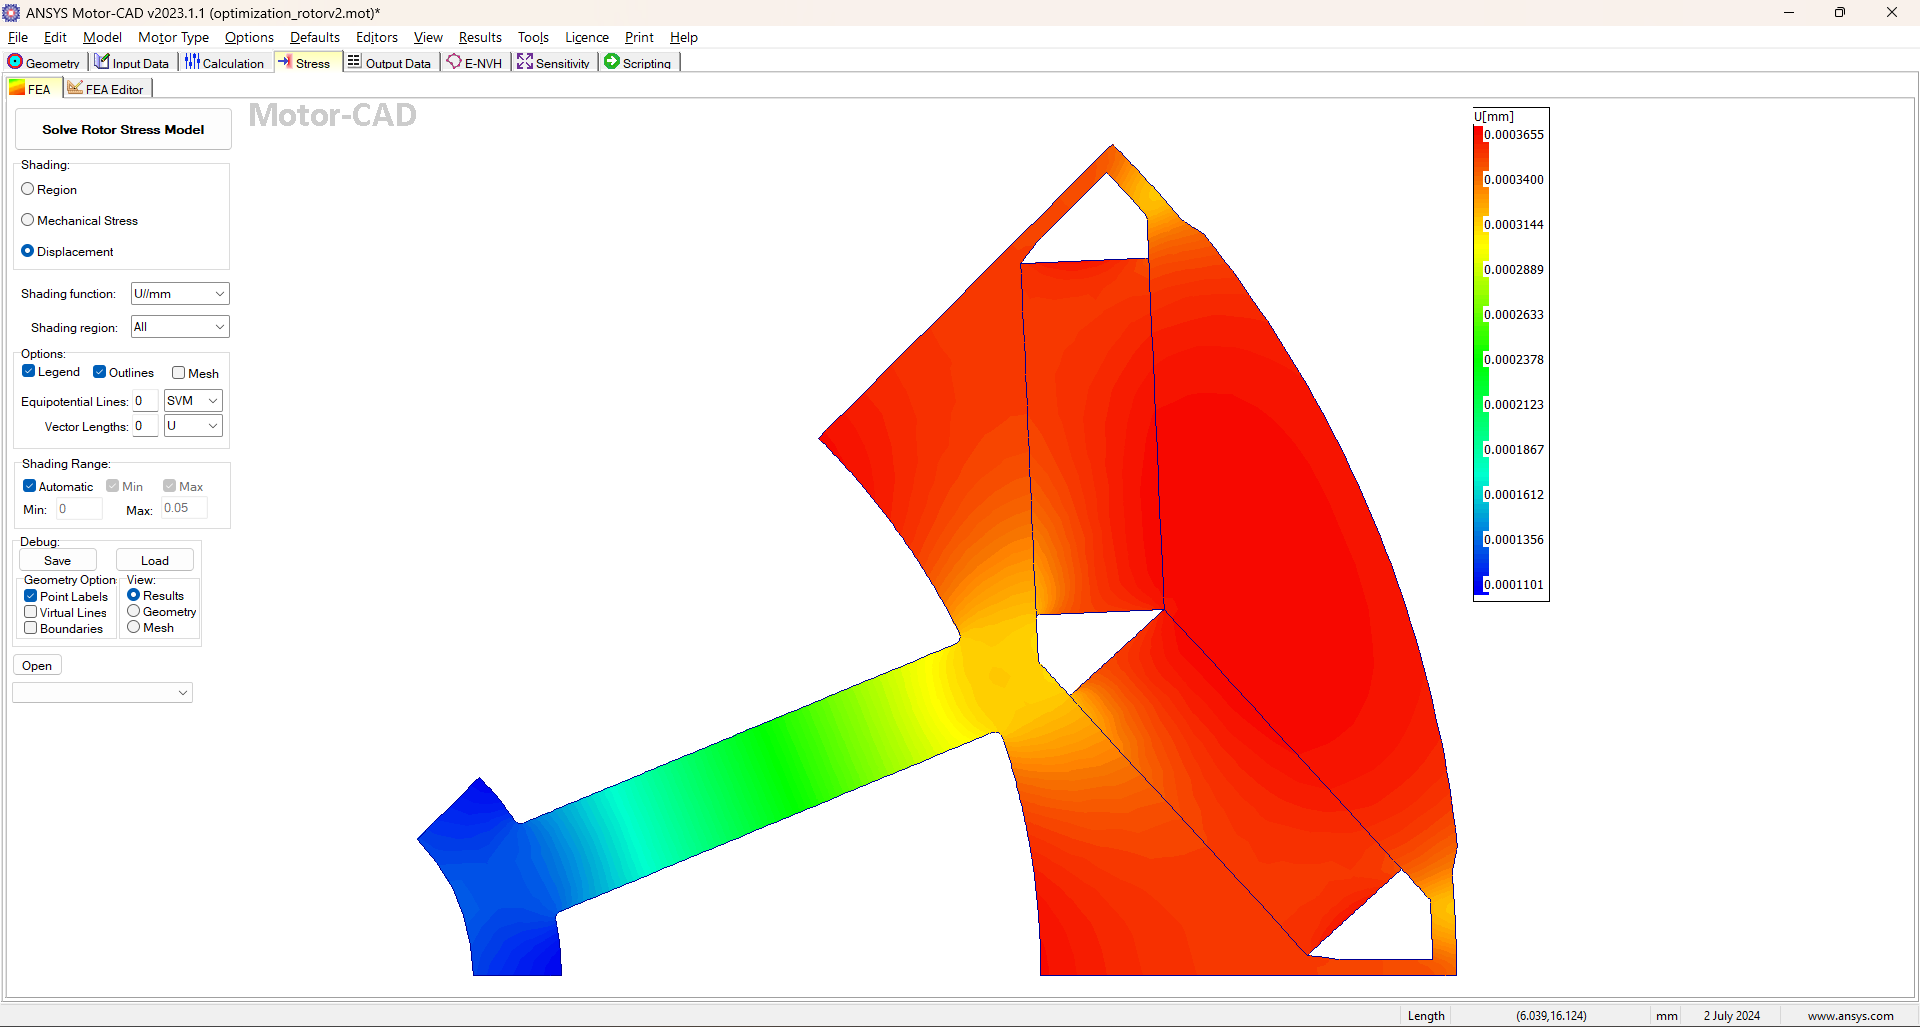 ANSYS Motor-CAD v2023.1.1 (optimization_rotorv2.mot)*
File Edit Model Motor Type Options Defaults Editors View Results Tools Licence Print Help
Geometry Input Data Calculation Stress Output Data E-NVH Sensitivity Scripting
FEA FEA Editor
Motor-CAD
Solve Rotor Stress Model
Shading:
Region
Mechanical Stress
Displacement
Shading function: U//mm
Shading region: All
Options:
Legend Outlines Mesh
Equipotential Lines: 0 SVM
Vector Lengths: 0 U
Shading Range:
Automatic Min Max
Min: 0 Max: 0.05
Debug:
Save Load
Geometry Option View:
Point Labels Results
Virtual Lines Geometry
Boundaries Mesh
Open
U[mm]
0.0003655
0.0003400
0.0003144
0.0002889
0.0002633
0.0002378
0.0002123
0.0001867
0.0001612
0.0001356
0.0001101
Length (6.039,16.124) mm 2 July 2024 www.ansys.com